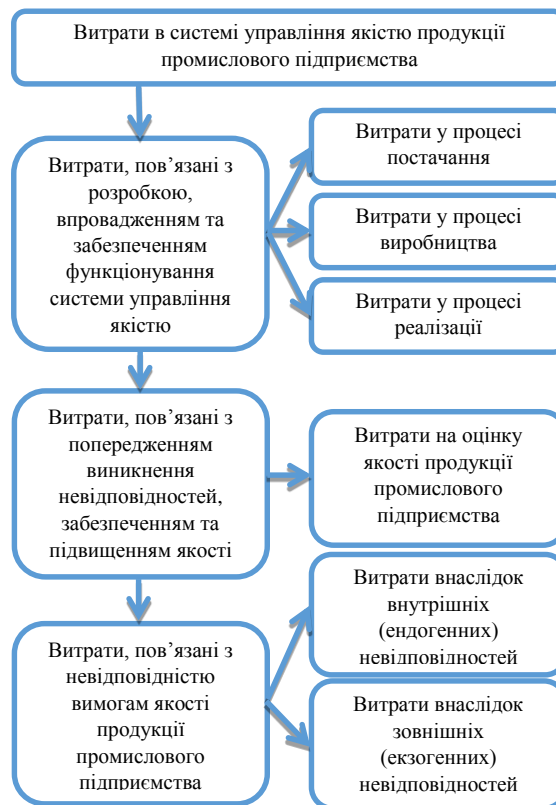 Витрати в системі управління якістю продукції
промислового підприємства
Витрати, пов’язані з
розробкою,
впровадженням та
забезпеченням
функціонування
системи управління
якістю
Витрати у процесі
постачання
Витрати у процесі
виробництва
Витрати у процесі
реалізації
Витрати, пов’язані з
попередженням
виникнення
невідповідностей,
забезпеченням та
підвищенням якості
Витрати на оцінку
якості продукції
промислового
підприємства
Витрати, пов’язані з
невідповідністю
вимогам якості
продукції
промислового
підприємства
Витрати внаслідок
внутрішніх
(ендогенних)
невідповідностей
Витрати внаслідок
зовнішніх
(екзогенних)
невідповідностей